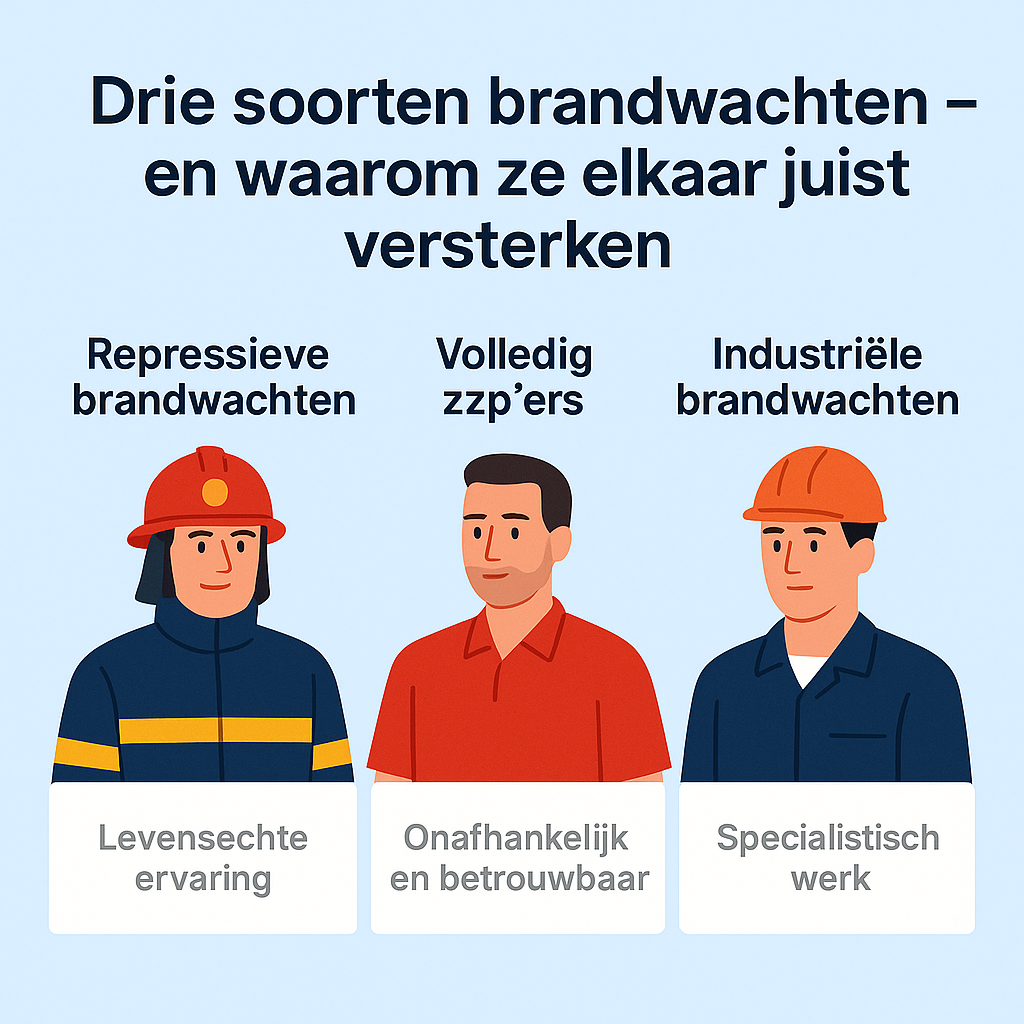 Drie soorten brandwachten –
en waarom ze elkaar juist
versterken
Repressieve
brandwachten
Volledig
zzp’ers
Industriële
brandwachten
Levensechte
ervaring
Onafhankelijk
en betrouwbaar
Specialistisch
werk